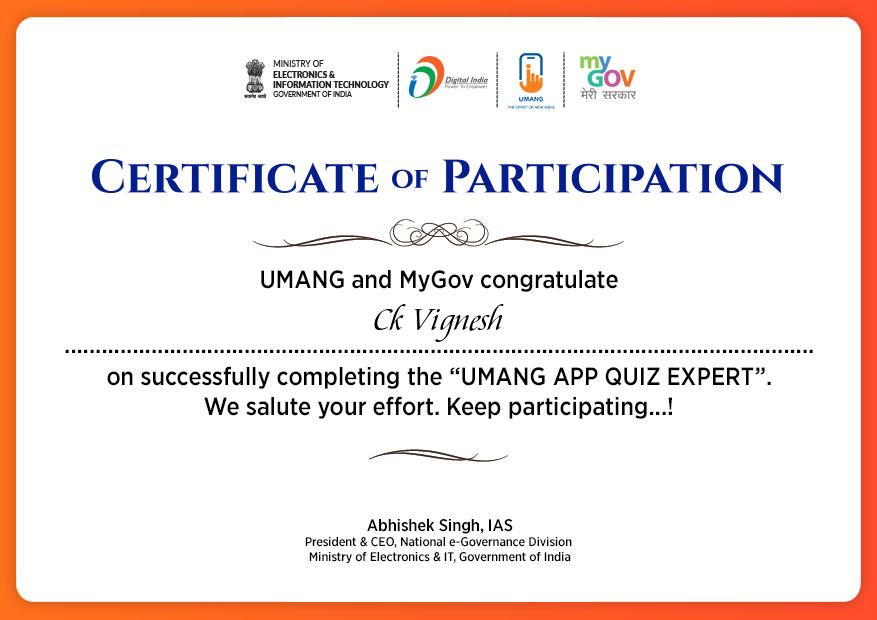 MINISTRY OF
ELECTRONICS &
INFORMATION TECHNOLOGY
GOVERNMENT OF INDIA
सत्यमेव जयते
Digital India
Power To Empower
UMANG
THE SPIRIT OF NEW INDIA
my
GOV
मेरी सरकार
CERTIFICATE OF PARTICIPATION
UMANG and MyGov congratulate
Ck Vignesh
on successfully completing the “UMANG APP QUIZ EXPERT”.
We salute your effort. Keep participating...!
Abhishek Singh, IAS
President & CEO, National e-Governance Division
Ministry of Electronics & IT, Government of India